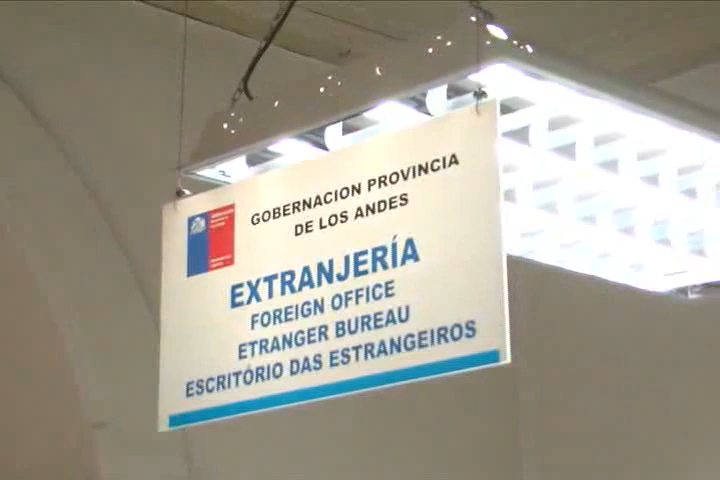 GOBERNACION PROVINCIA
DE LOS ANDES
EXTRANJERÍA
FOREIGN OFFICE
ETRANGER BUREAU
ESCRITÓRIO DAS ESTRANGEIROS